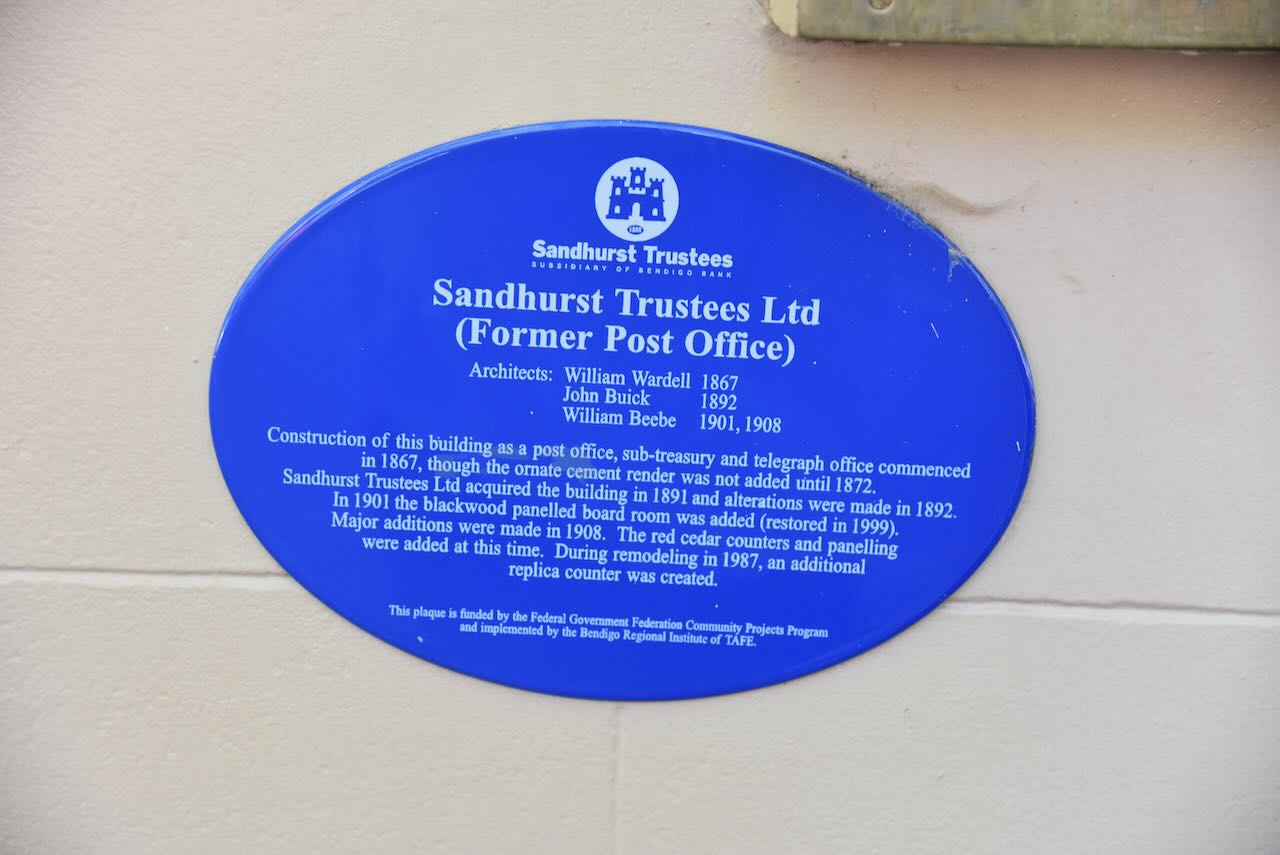 1888
Sandhurst Trustees
SUBSIDIARY OF BENDIGO BANK
Sandhurst Trustees Ltd
(Former Post Office)
Architects: William Wardell 1867
John Buick 1892
William Beebe 1901, 1908
Construction of this building as a post office, sub-treasury and telegraph office commenced
in 1867, though the ornate cement render was not added until 1872.
Sandhurst Trustees Ltd acquired the building in 1891 and alterations were made in 1892.
In 1901 the blackwood panelled board room was added (restored in 1999).
Major additions were made in 1908. The red cedar counters and panelling
were added at this time. During remodeling in 1987, an additional
replica counter was created.
This plaque is funded by the Federal Government Federation Community Projects Program
and implemented by the Bendigo Regional Institute of TAFE.